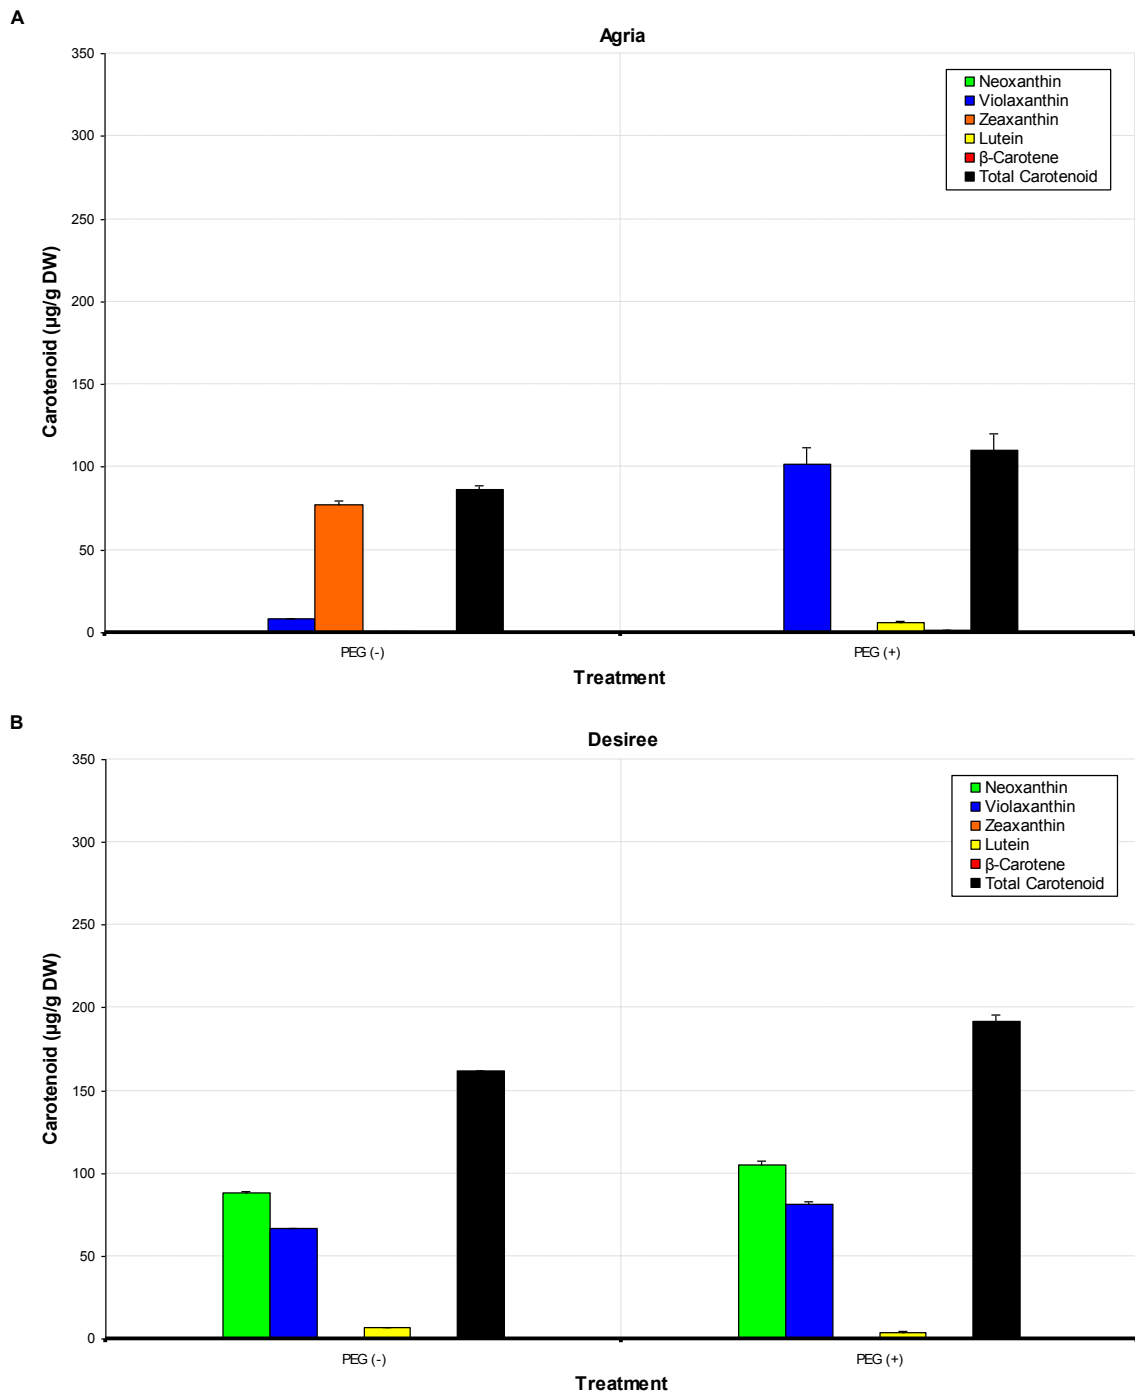 A
Agria
350
300
250
200
150
100
50
0
Carotenoid (µg/g DW)
Neoxanthin
Violaxanthin
Zeaxanthin
Lutein
β-Carotene
Total Carotenoid
PEG (-)
PEG (+)
Treatment
B
Desiree
350
300
250
200
150
100
50
0
Carotenoid (µg/g DW)
Neoxanthin
Violaxanthin
Zeaxanthin
Lutein
β-Carotene
Total Carotenoid
PEG (-)
PEG (+)
Treatment